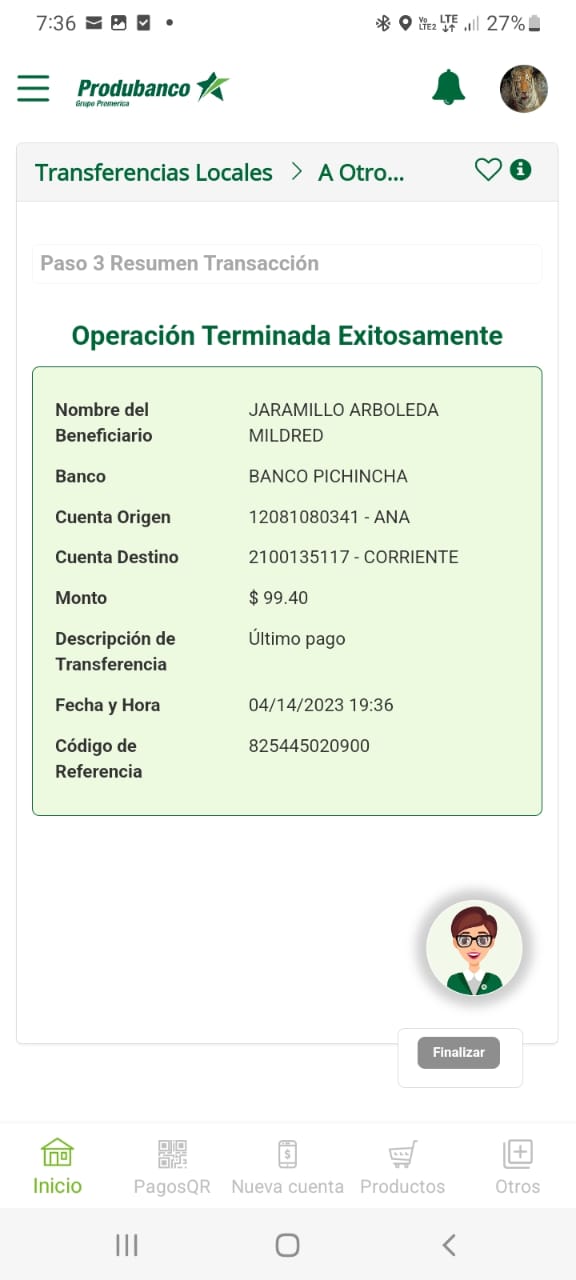 7:36
Vo LTE2 LTE 27%
Produbanco
Grupo Promerica
Transferencias Locales > A Otro...
Paso 3 Resumen Transacción
Operación Terminada Exitosamente
Nombre del Beneficiario JARAMILLO ARBOLEDA MILDRED
Banco BANCO PICHINCHA
Cuenta Origen 12081080341 - ANA
Cuenta Destino 2100135117 - CORRIENTE
Monto $ 99.40
Descripción de Transferencia Último pago
Fecha y Hora 04/14/2023 19:36
Código de Referencia 825445020900
Finalizar
Inicio PagosQR Nueva cuenta Productos Otros